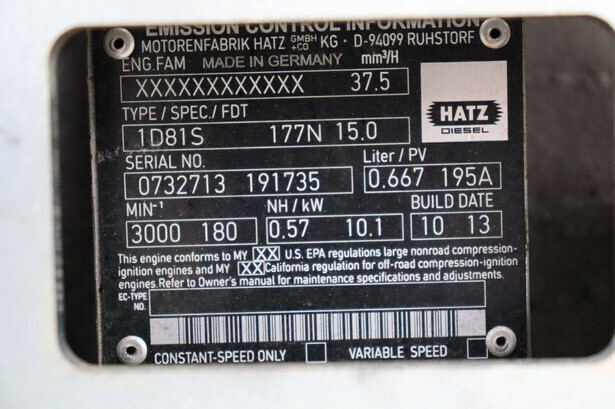 EMISSION CONTROL INFORMATION
MOTORENFABRIK HATZ GMBH +CO KG · D-94099 RUHSTORF
ENG.FAM MADE IN GERMANY mm³/H
XXXXXXXXXXXX 37.5
TYPE / SPEC./ FDT
1D81S 177N 15.0
HATZ
DIESEL
SERIAL NO. Liter / PV
0732713 191735 0.667 195A
MIN⁻¹ NH / kW BUILD DATE
3000 180 0.57 10.1 10 13
This engine conforms to MY XX U.S. EPA regulations large nonroad compression-
ignition engines and MY XX California regulation for off-road compression-ignition
engines. Refer to Owner's manual for maintenance specifications and adjustments.
EC-TYPE
NO.
CONSTANT-SPEED ONLY VARIABLE SPEED